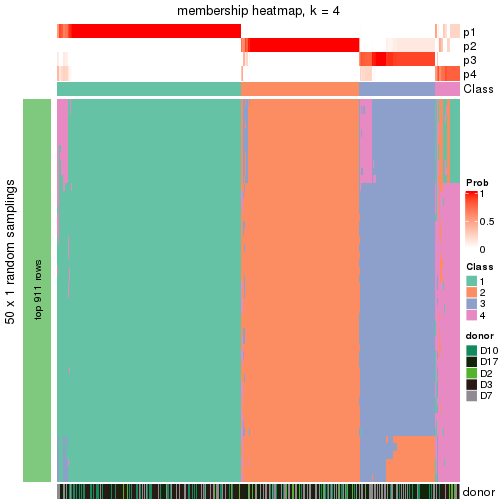 membership heatmap, k = 4
p1
p2
p3
p4
Class
50 x 1 random samplings
top 911 rows
Prob
1
0.5
0
Class
1
2
3
4
donor
D10
D17
D2
D3
D7
donor